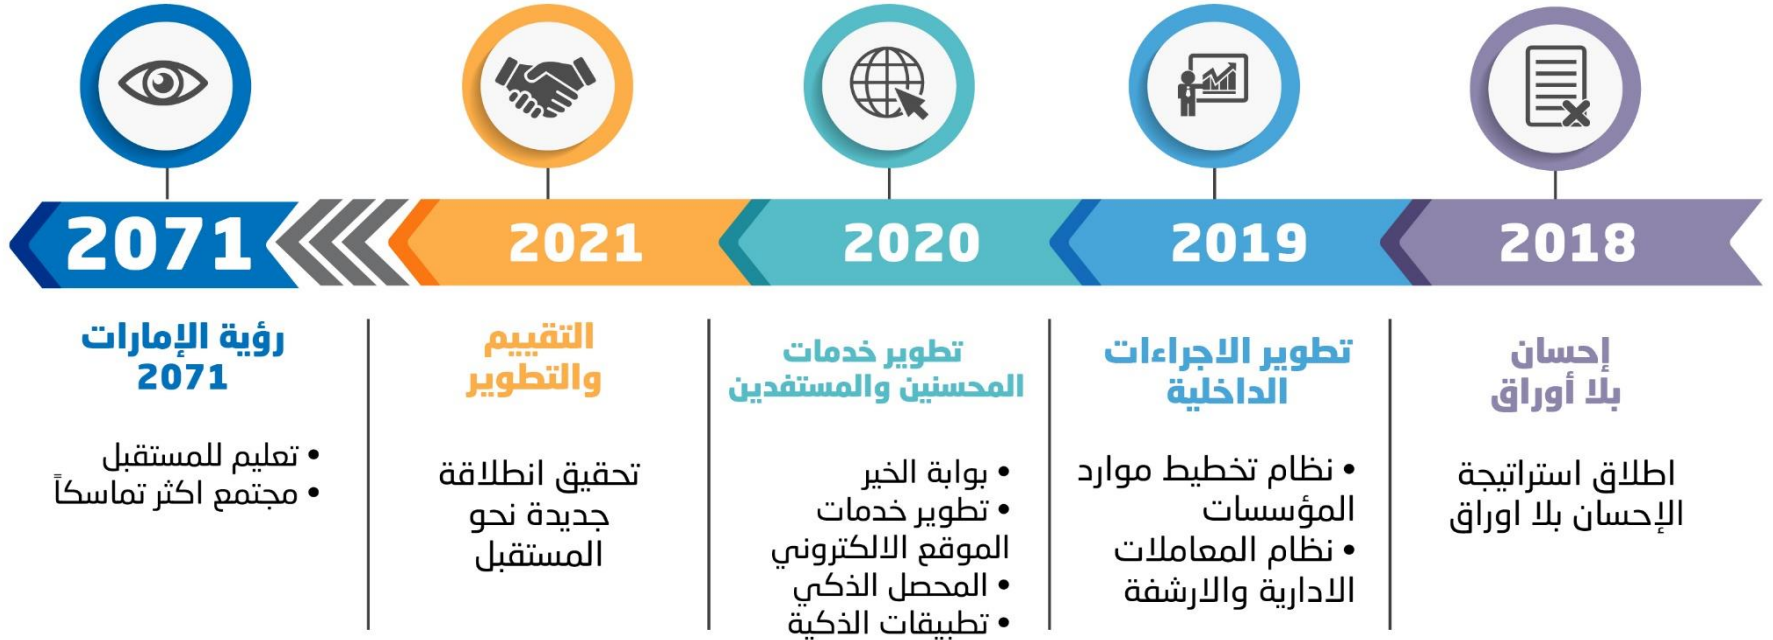 2018
إحسان
بلا أوراق
اطلاق استراتيجة
الإحسان بلا اوراق
2019
تطوير الاجراءات
الداخلية
• نظام تخطيط موارد
المؤسسات
• نظام المعاملات
الادارية والارشفة
2020
تطوير خدمات
المحسنين والمستفدين
• بوابة الخير
• تطوير خدمات
الموقع الالكتروني
• المحصل الذكي
• تطبيقات الذكية
2021
التقييم
والتطوير
تحقيق انطلاقة
جديدة نحو
المستقبل
2071
رؤية الإمارات
2071
• تعليم للمستقبل
• مجتمع اكثر تماسكاً